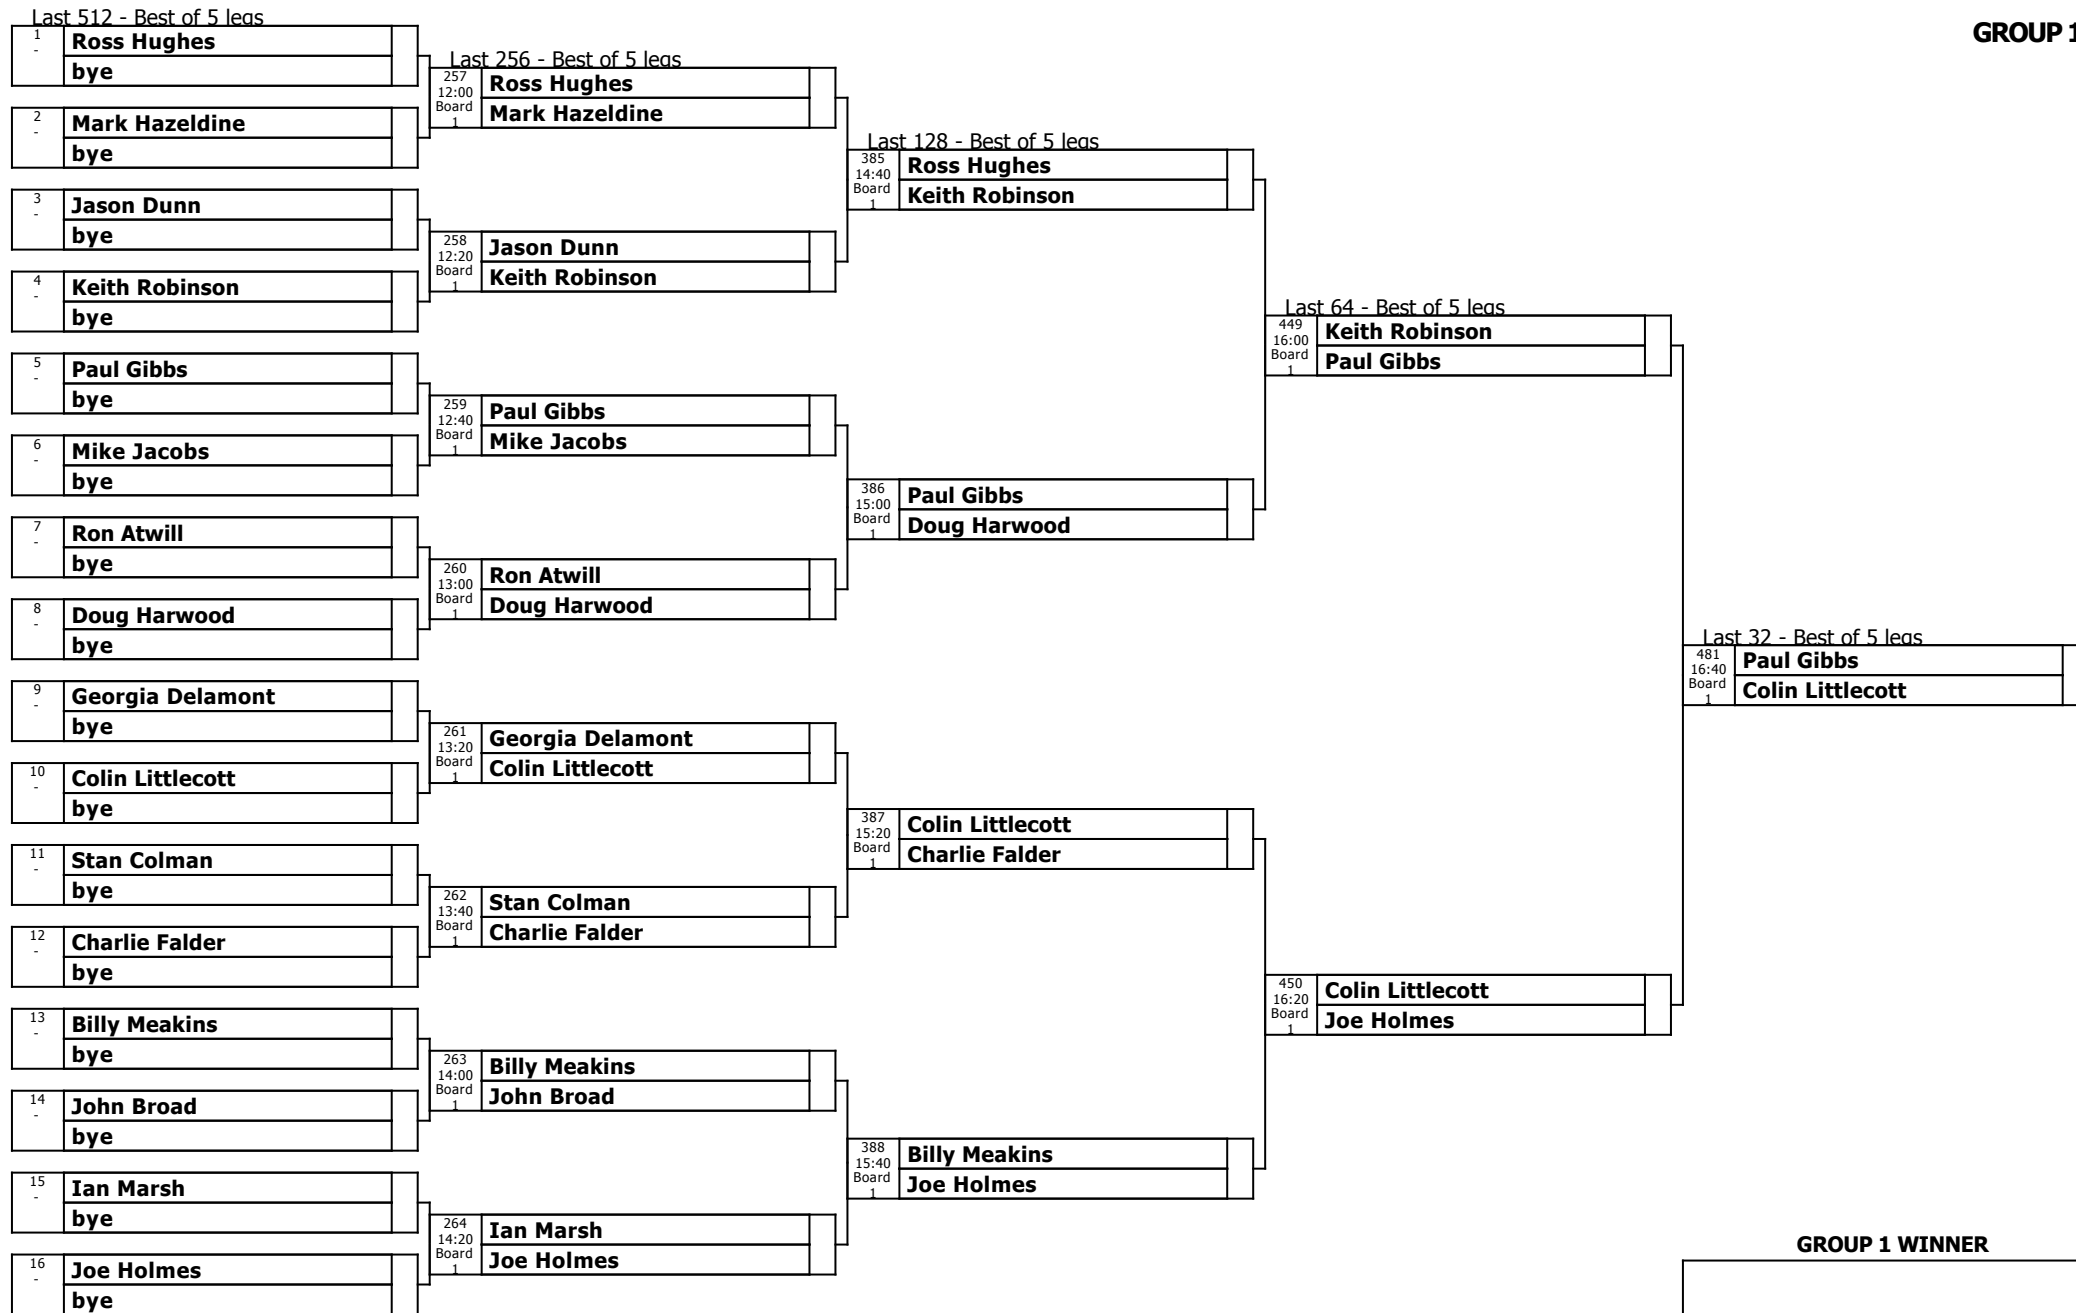 Last 512 - Best of 5 legs
GROUP 1
1
-
Ross Hughes
bye
2
-
Mark Hazeldine
bye
3
-
Jason Dunn
bye
4
-
Keith Robinson
bye
5
-
Paul Gibbs
bye
6
-
Mike Jacobs
bye
7
-
Ron Atwill
bye
8
-
Doug Harwood
bye
9
-
Georgia Delamont
bye
10
-
Colin Littlecott
bye
11
-
Stan Colman
bye
12
-
Charlie Falder
bye
13
-
Billy Meakins
bye
14
-
John Broad
bye
15
-
Ian Marsh
bye
16
-
Joe Holmes
bye
Last 256 - Best of 5 legs
257
12:00
Board
1
Ross Hughes
Mark Hazeldine
258
12:20
Board
1
Jason Dunn
Keith Robinson
259
12:40
Board
1
Paul Gibbs
Mike Jacobs
260
13:00
Board
1
Ron Atwill
Doug Harwood
261
13:20
Board
1
Georgia Delamont
Colin Littlecott
262
13:40
Board
1
Stan Colman
Charlie Falder
263
14:00
Board
1
Billy Meakins
John Broad
264
14:20
Board
1
Ian Marsh
Joe Holmes
Last 128 - Best of 5 legs
385
14:40
Board
1
Ross Hughes
Keith Robinson
386
15:00
Board
1
Paul Gibbs
Doug Harwood
387
15:20
Board
1
Colin Littlecott
Charlie Falder
388
15:40
Board
1
Billy Meakins
Joe Holmes
Last 64 - Best of 5 legs
449
16:00
Board
1
Keith Robinson
Paul Gibbs
450
16:20
Board
1
Colin Littlecott
Joe Holmes
Last 32 - Best of 5 legs
481
16:40
Board
1
Paul Gibbs
Colin Littlecott
GROUP 1 WINNER